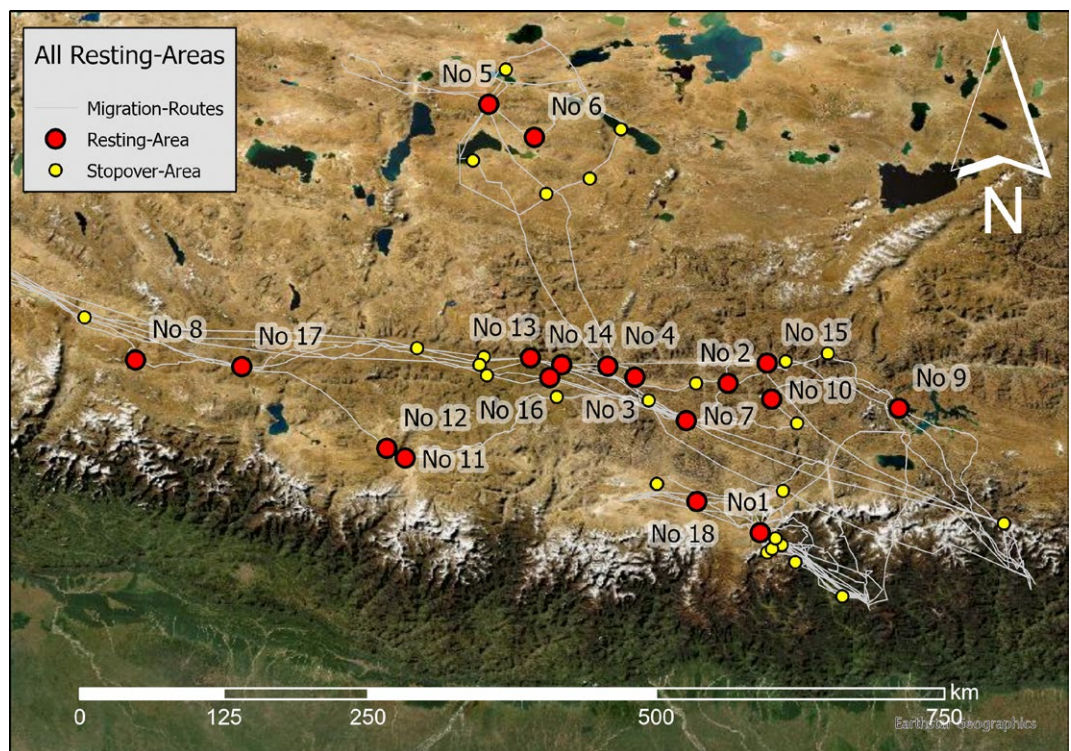 All Resting-Areas
Migration-Routes
Resting-Area
Stopover-Area
No 5
No 6
N
No 8
No 17
No 13
No 14
No 4
No 2
No 15
No 9
No 12
No 16
No 3
No 7
No 10
No 11
No1
No 18
km
0
125
250
500
750
Earthstar Geographics